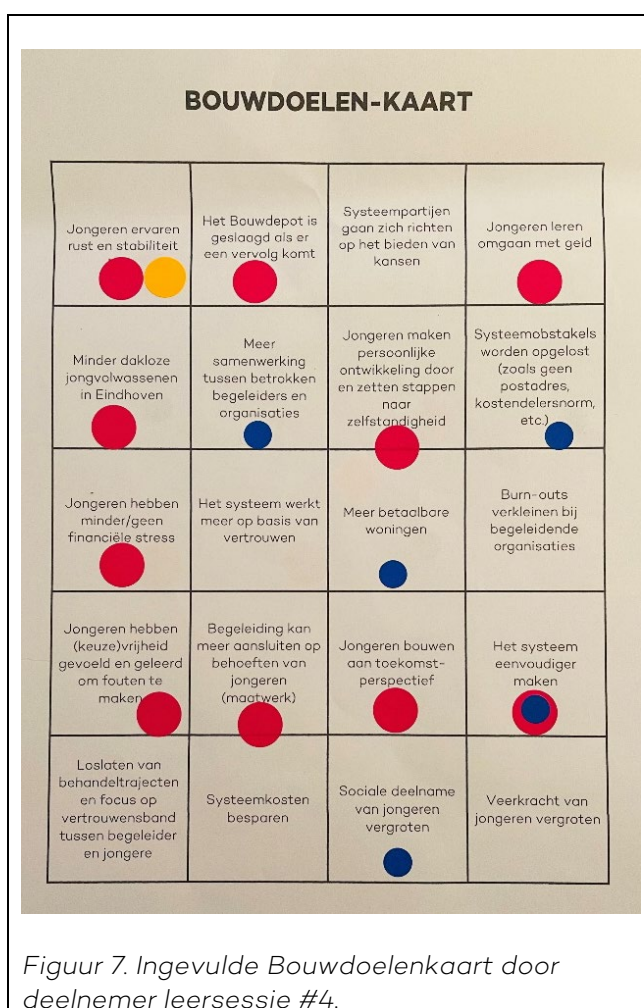 BOUWDOELEN-KAART
Jongeren ervaren
rust en stabiliteit
Het Bouwdepot is
geslaagd als er
een vervolg komt
Systeempartijen
gaan zich richten
op het bieden van
kansen
Jongeren leren
omgaan met geld
Minder dakloze
jongvolwassenen
in Eindhoven
Meer
samenwerking
tussen betrokken
begeleiders en
organisaties
Jongeren maken
persoonlijke
ontwikkeling door
en zetten stappen
naar
zelfstandigheid
Systeemobstakels
worden opgelost
(zoals geen
postadres,
kostendelersnorm,
etc.)
Jongeren hebben
minder/geen
financiële stress
Het systeem werkt
meer op basis van
vertrouwen
Meer betaalbare
woningen
Burn-outs
verkleinen bij
begeleidende
organisaties
Jongeren hebben
(keuze)vrijheid
gevoeld en geleerd
om fouten te
maken
Begeleiding kan
meer aansluiten op
behoeften van
jongeren
(maatwerk)
Jongeren bouwen
aan toekomst-
perspectief
Het systeem
eenvoudiger
maken
Loslaten van
behandeltrajecten
en focus op
vertrouwensband
tussen begeleider
en jongere
Systeemkosten
besparen
Sociale deelname
van jongeren
vergroten
Veerkracht van
jongeren vergroten
Figuur 7. Ingevulde Bouwdoelenkaart door
deelnemer leersessie #4.